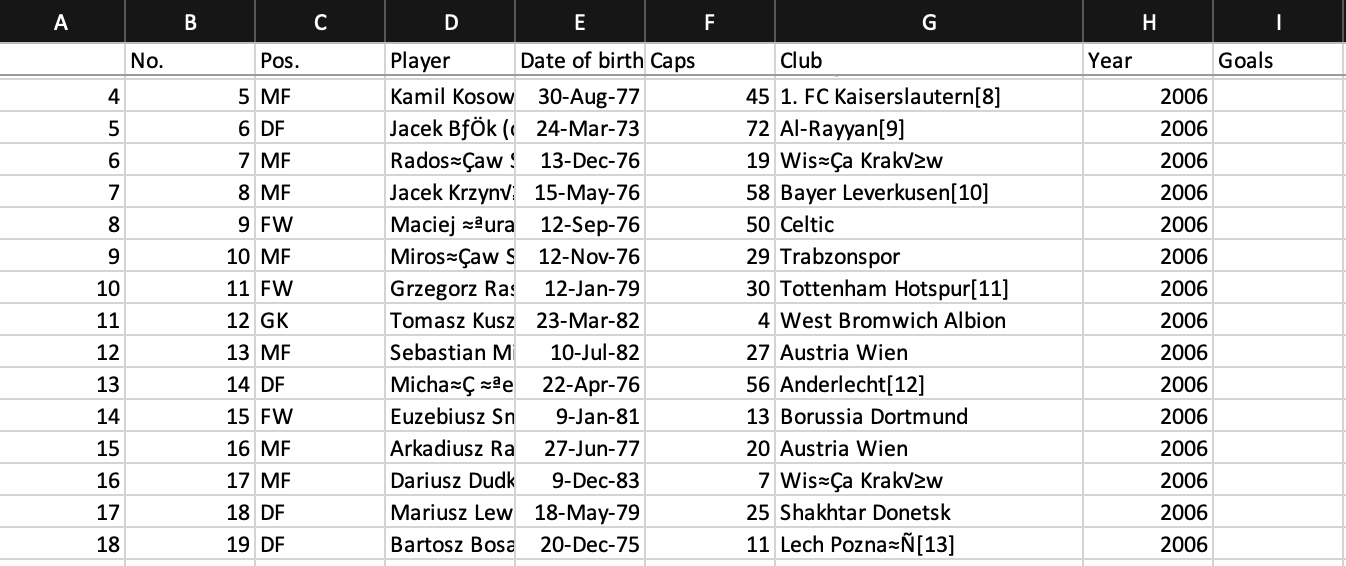 A B C D E F G H I
No. Pos. Player Date of birth Caps Club Year Goals
4 5 MF Kamil Kosow 30-Aug-77 45 1. FC Kaiserslautern[8] 2006
5 6 DF Jacek BƒÖk (c 24-Mar-73 72 Al-Rayyan[9] 2006
6 7 MF Rados≈Çaw S 13-Dec-76 19 Wis≈Ça Krak√≥w 2006
7 8 MF Jacek Krzyn√ 15-May-76 58 Bayer Leverkusen[10] 2006
8 9 FW Maciej ≈ªura 12-Sep-76 50 Celtic 2006
9 10 MF Miros≈Çaw S 12-Nov-76 29 Trabzonspor 2006
10 11 FW Grzegorz Ras 12-Jan-79 30 Tottenham Hotspur[11] 2006
11 12 GK Tomasz Kusz 23-Mar-82 4 West Bromwich Albion 2006
12 13 MF Sebastian Mi 10-Jul-82 27 Austria Wien 2006
13 14 DF Micha≈Ç ≈ªe 22-Apr-76 56 Anderlecht[12] 2006
14 15 FW Euzebiusz Sm 9-Jan-81 13 Borussia Dortmund 2006
15 16 MF Arkadiusz Ra 27-Jun-77 20 Austria Wien 2006
16 17 MF Dariusz Dudk 9-Dec-83 7 Wis≈Ça Krak√≥w 2006
17 18 DF Mariusz Lew 18-May-79 25 Shakhtar Donetsk 2006
18 19 DF Bartosz Bosa 20-Dec-75 11 Lech Pozna≈Ñ[13] 2006